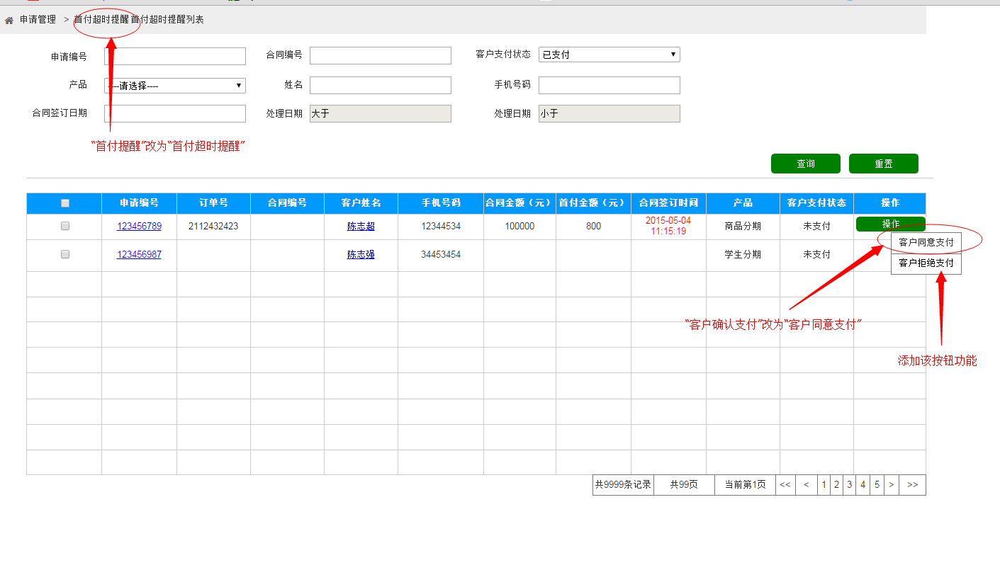 申请管理 > 首付超时提醒 首付超时提醒列表
申请编号 合同编号 客户支付状态 已支付
产品 ----请选择---- 姓名 手机号码
合同签订日期 处理日期 大于 处理日期 小于
“首付提醒”改为“首付超时提醒”
查询 重置
申请编号 订单号 合同编号 客户姓名 手机号码 合同金额（元） 首付金额（元） 合同签订时间 产品 客户支付状态 操作
123456789 2112432423 陈志超 12344534 100000 800 2015-05-04 11:15:19 商品分期 未支付 操作
客户同意支付
123456987 陈志强 34453454 学生分期 未支付
客户拒绝支付
“客户确认支付”改为“客户同意支付”
添加该按钮功能
共9999条记录 共99页 当前第1页 << < 1 2 3 4 5 > >>